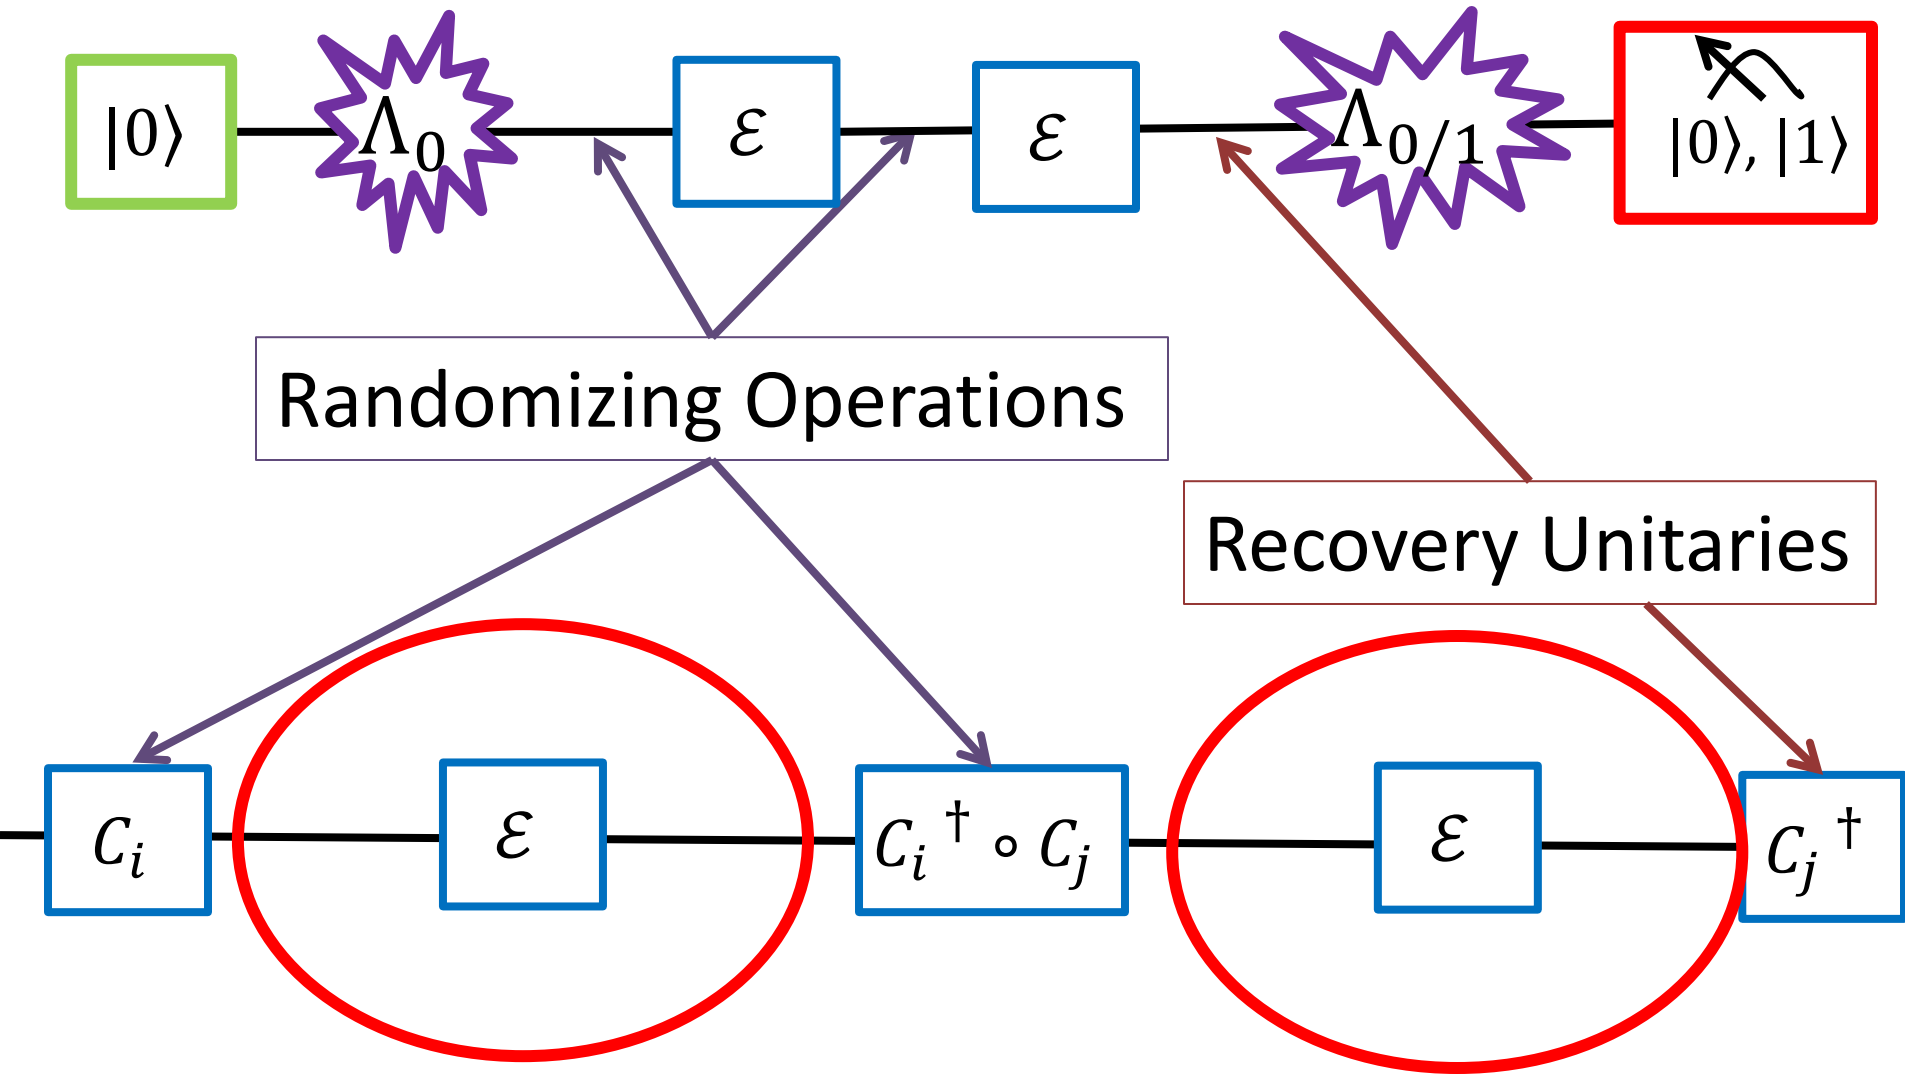 |0⟩ Λ₀ ℰ ℰ Λ₀/₁ |0⟩, |1⟩
Randomizing Operations
Recovery Unitaries
Cᵢ ℰ Cᵢ† ∘ Cⱼ ℰ Cⱼ†